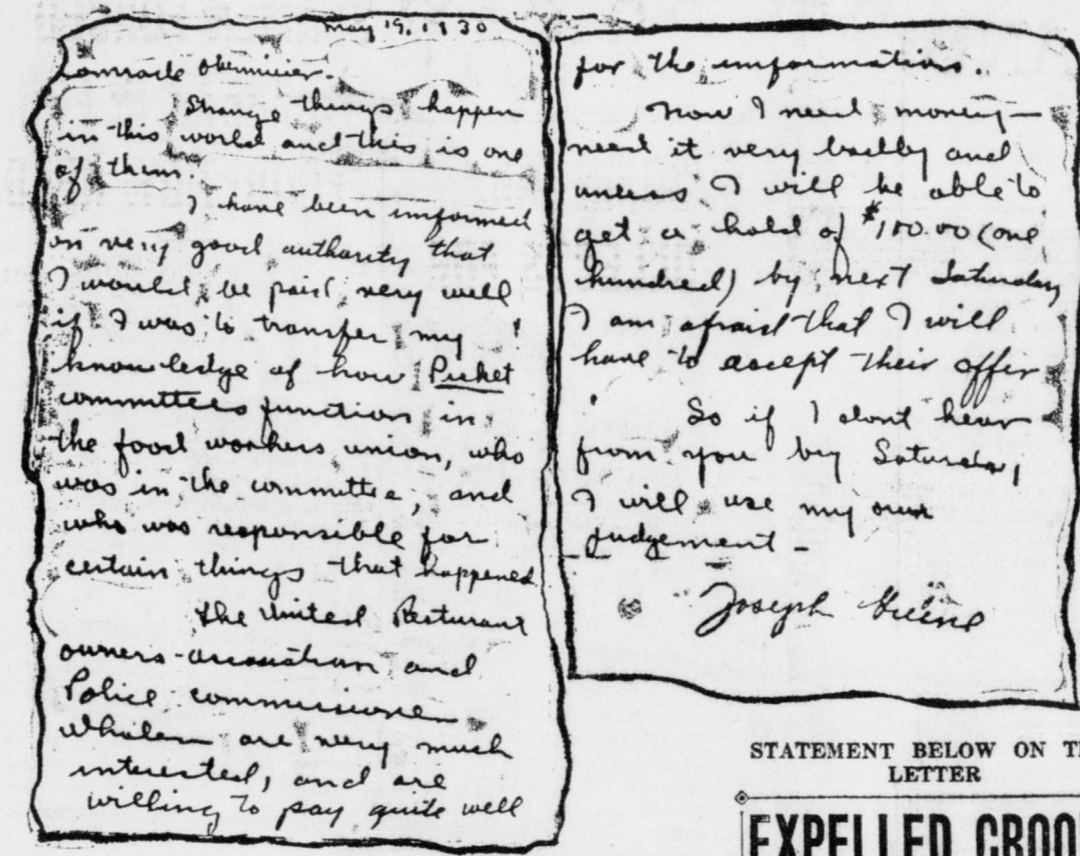 May 19, 1930
Comrade Obermeier.
Strange things happen
in this world and this is one
of them.
I have been informed
on very good authority that
I would be paid very well
if I was to transfer my
knowledge of how Picket
committees function in
the food workers union, who
was in the committee, and
who was responsible for
certain things that happened
The United Resturant
owners association and
Police commissioner
Whalen are very much
interested, and are
willing to pay quite well
for the information.
Now I need money—
need it very badly and
unless I will be able to
get a hold of $100.00 (one
hundred) by next Saturday
I am afraid that I will
have to accept their offer
So if I dont hear
from you by Saturday,
I will use my own
judgement -
Joseph Greene
STATEMENT BELOW ON
LETTER
EXPELLED